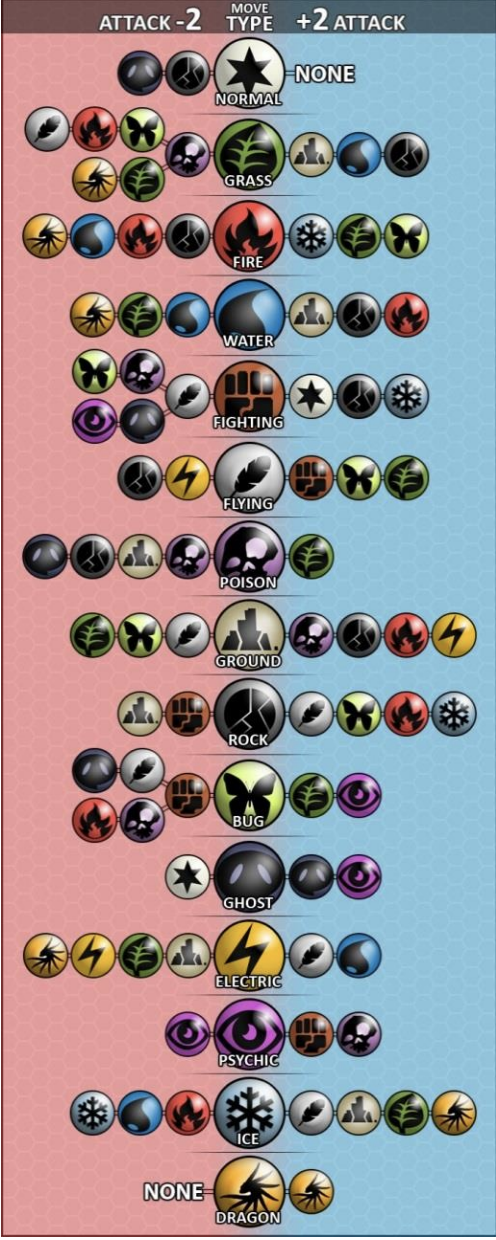 ATTACK -2 MOVE TYPE +2 ATTACK
NORMAL NONE
GRASS
FIRE
WATER
FIGHTING
FLYING
POISON
GROUND
ROCK
BUG
GHOST
ELECTRIC
PSYCHIC
ICE
NONE DRAGON